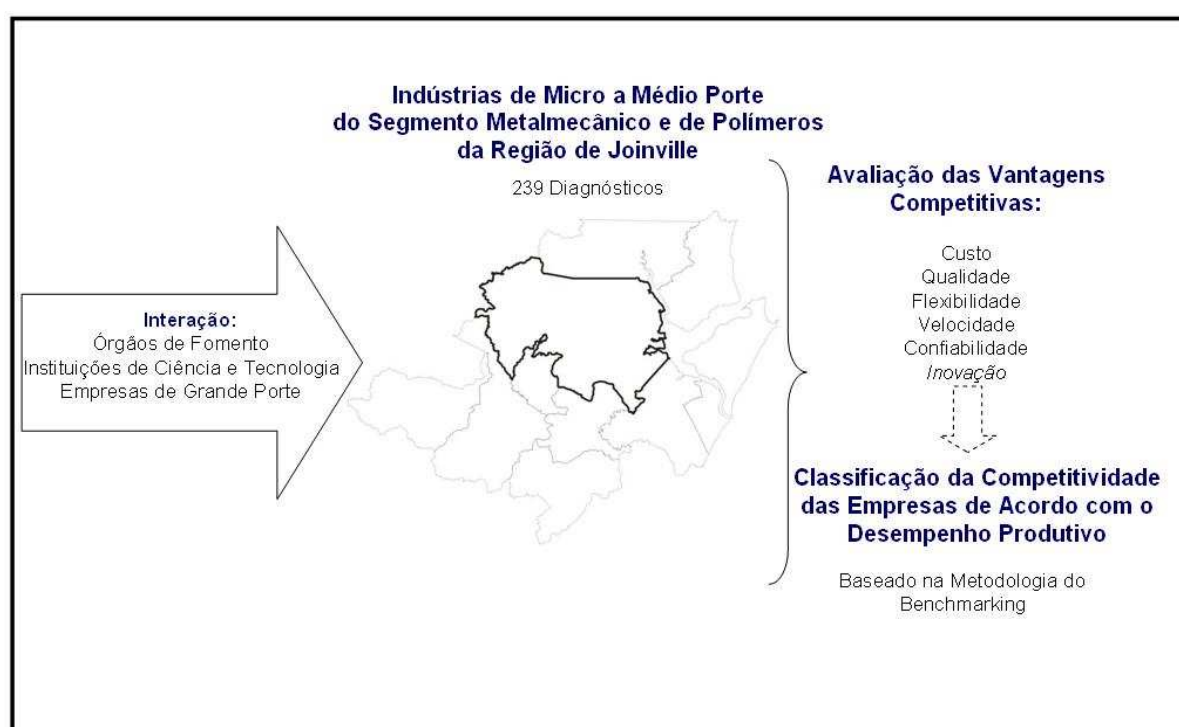 Indústrias de Micro a Médio Porte
do Segmento Metalmecânico e de Polímeros
da Região de Joinville
239 Diagnósticos
Interação:
Órgãos de Fomento
Instituições de Ciência e Tecnologia
Empresas de Grande Porte
Avaliação das Vantagens
Competitivas:
Custo
Qualidade
Flexibilidade
Velocidade
Confiabilidade
Inovação
Classificação da Competitividade
das Empresas de Acordo com o
Desempenho Produtivo
Baseado na Metodologia do
Benchmarking